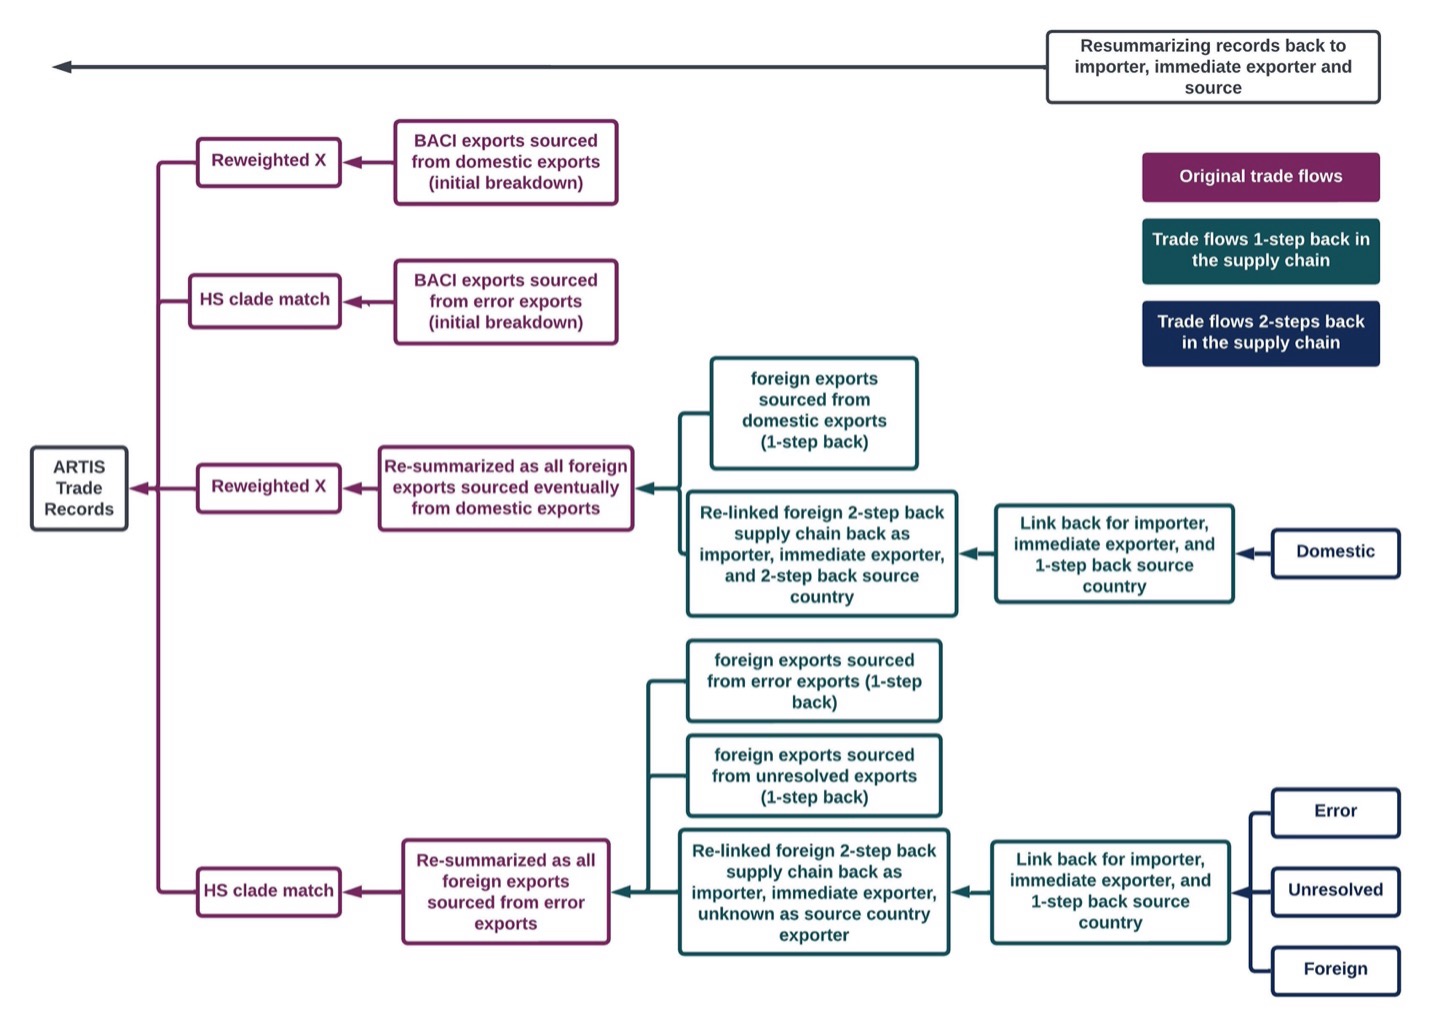 Resummarizing records back to
importer, immediate exporter and
source
Reweighted X
BACI exports sourced
from domestic exports
(initial breakdown)
Original trade flows
Trade flows 1-step back in
the supply chain
HS clade match
BACI exports sourced
from error exports
(initial breakdown)
Trade flows 2-steps back
in the supply chain
foreign exports
sourced from
domestic exports
(1-step back)
ARTIS
Trade
Records
Reweighted X
Re-summarized as all foreign
exports sourced eventually
from domestic exports
Re-linked foreign 2-step back
supply chain back as
importer, immediate exporter,
and 2-step back source
country
Link back for importer,
immediate exporter, and
1-step back source
country
Domestic
foreign exports sourced
from error exports (1-step
back)
foreign exports sourced
from unresolved exports
(1-step back)
HS clade match
Re-summarized as all
foreign exports
sourced from error
exports
Re-linked foreign 2-step back
supply chain back as
importer, immediate exporter,
unknown as source country
exporter
Link back for importer,
immediate exporter, and
1-step back source
country
Error
Unresolved
Foreign